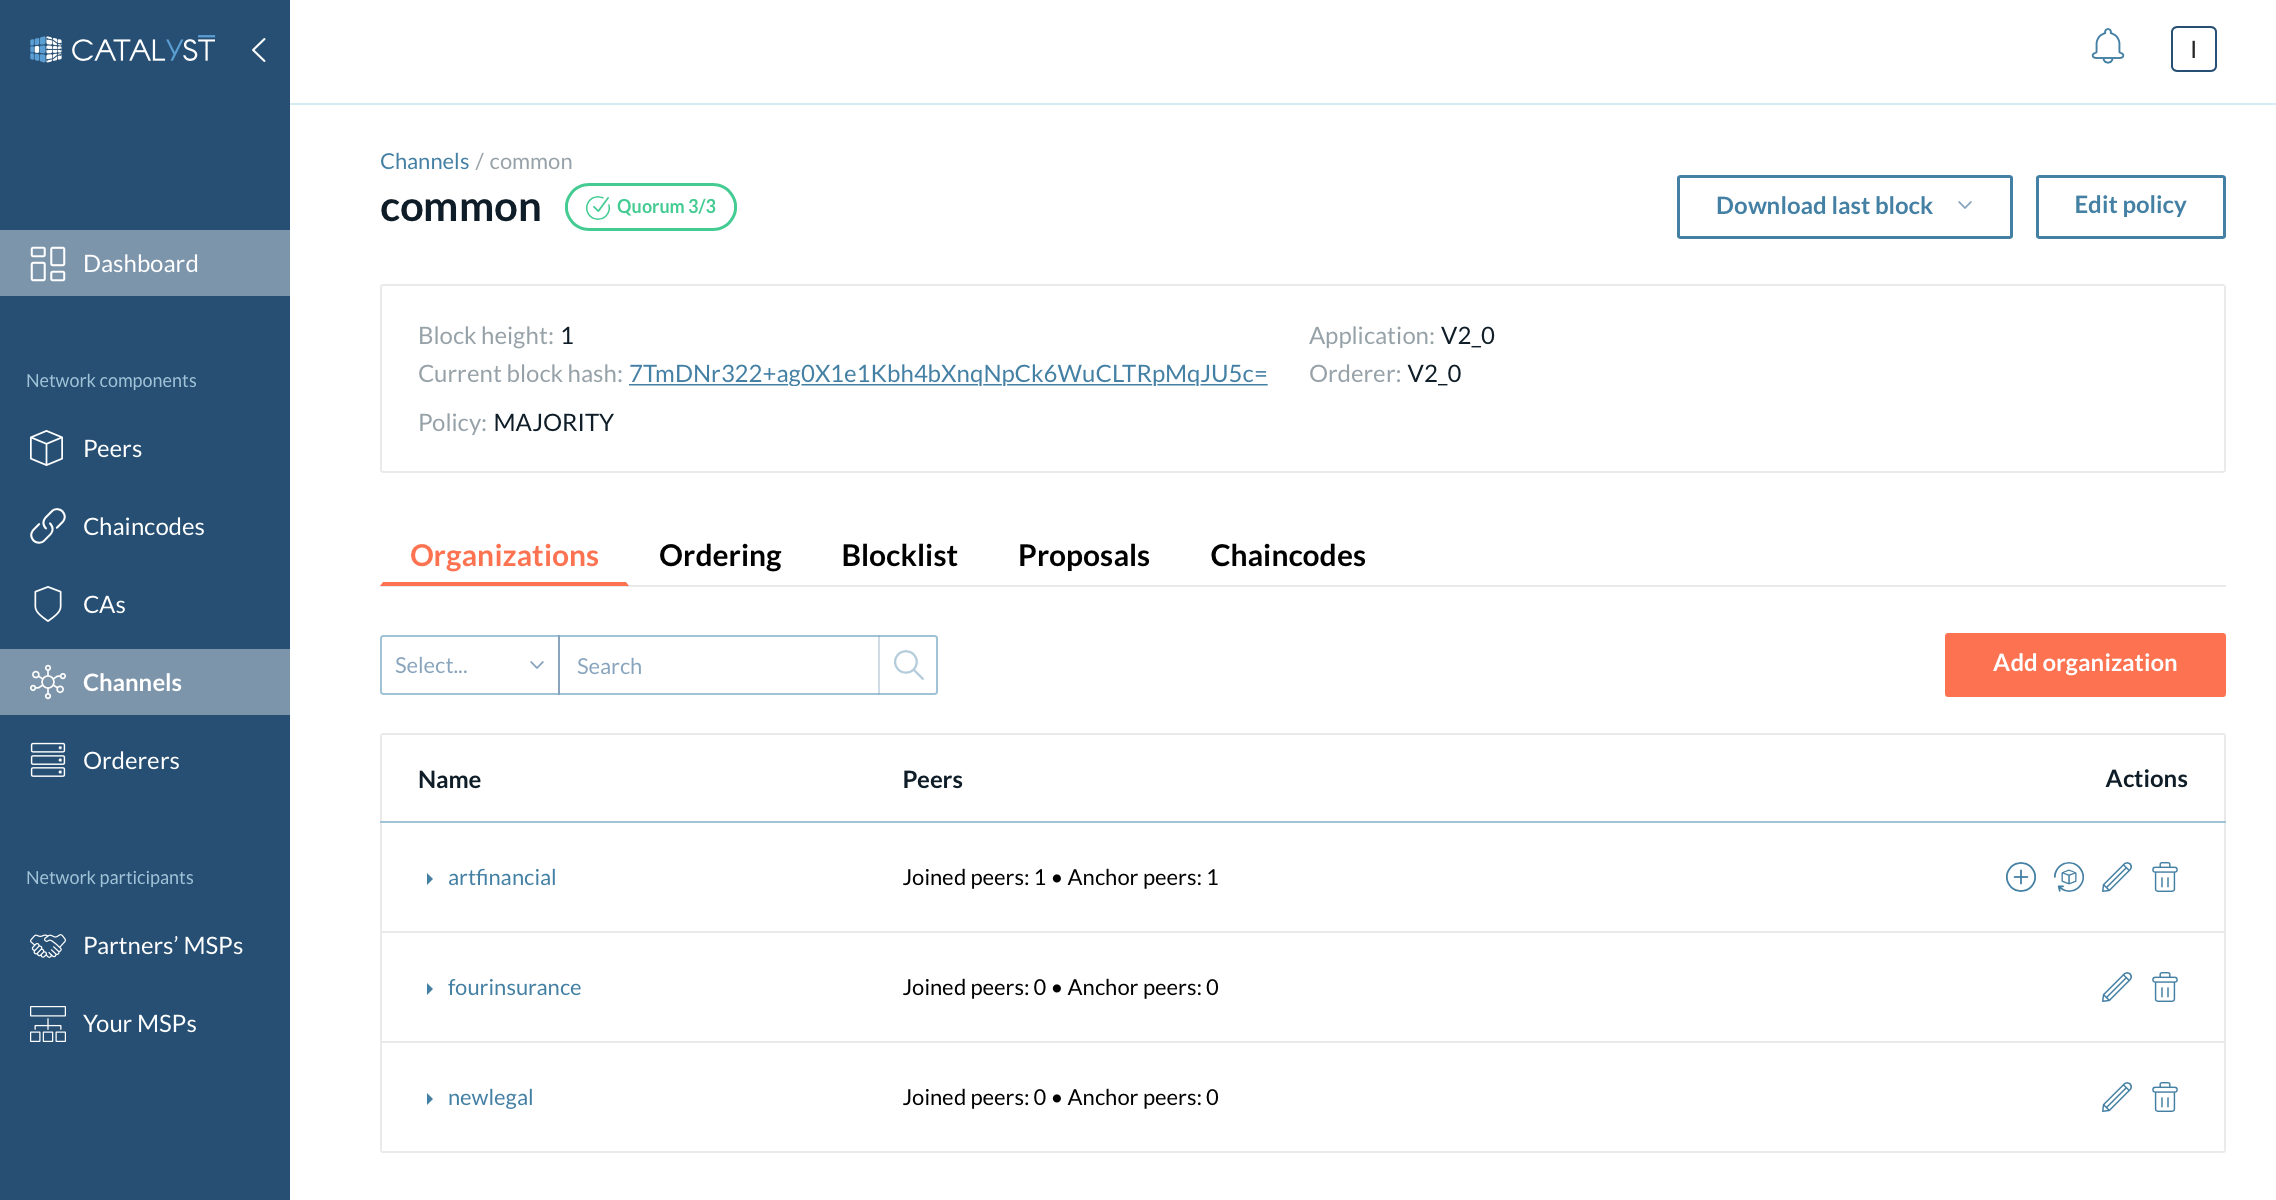 CATALYST
I
Channels / common
common
Quorum 3/3
Download last block
Edit policy
Dashboard
Block height: 1
Application: V2_0
Current block hash: 7TmDNr322+ag0X1e1Kbh4bXnqNpCk6WuCLTRpMqJU5c=
Orderer: V2_0
Policy: MAJORITY
Network components
Peers
Chaincodes
CAs
Channels
Orderers
Network participants
Partners’ MSPs
Your MSPs
Organizations
Ordering
Blocklist
Proposals
Chaincodes
Select...
Search
Add organization
Name
Peers
Actions
artfinancial
Joined peers: 1 • Anchor peers: 1
fourinsurance
Joined peers: 0 • Anchor peers: 0
newlegal
Joined peers: 0 • Anchor peers: 0